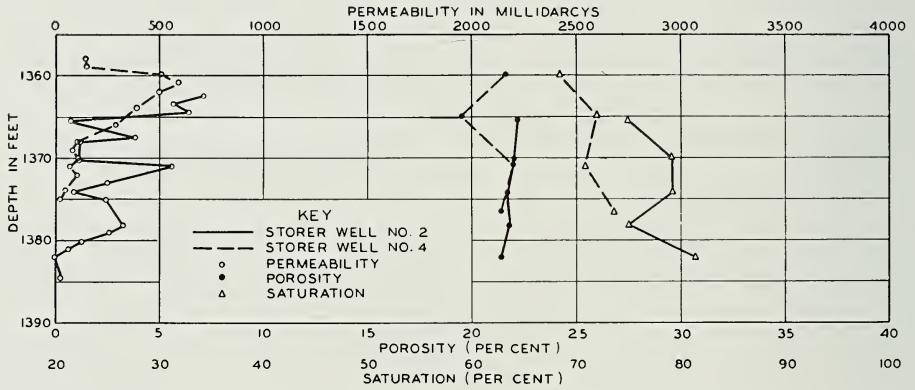 PERMEABILITY IN MILLIDARCYS
0 500 1000 1500 2000 2500 3000 3500 4000
DEPTH IN FEET
1360
1370
1380
1390
KEY
STORER WELL NO. 2
STORER WELL NO. 4
PERMEABILITY
POROSITY
SATURATION
0 5 10 15 20 25 30 35 40
POROSITY (PER CENT)
20 30 40 50 60 70 80 90 100
SATURATION (PER CENT)